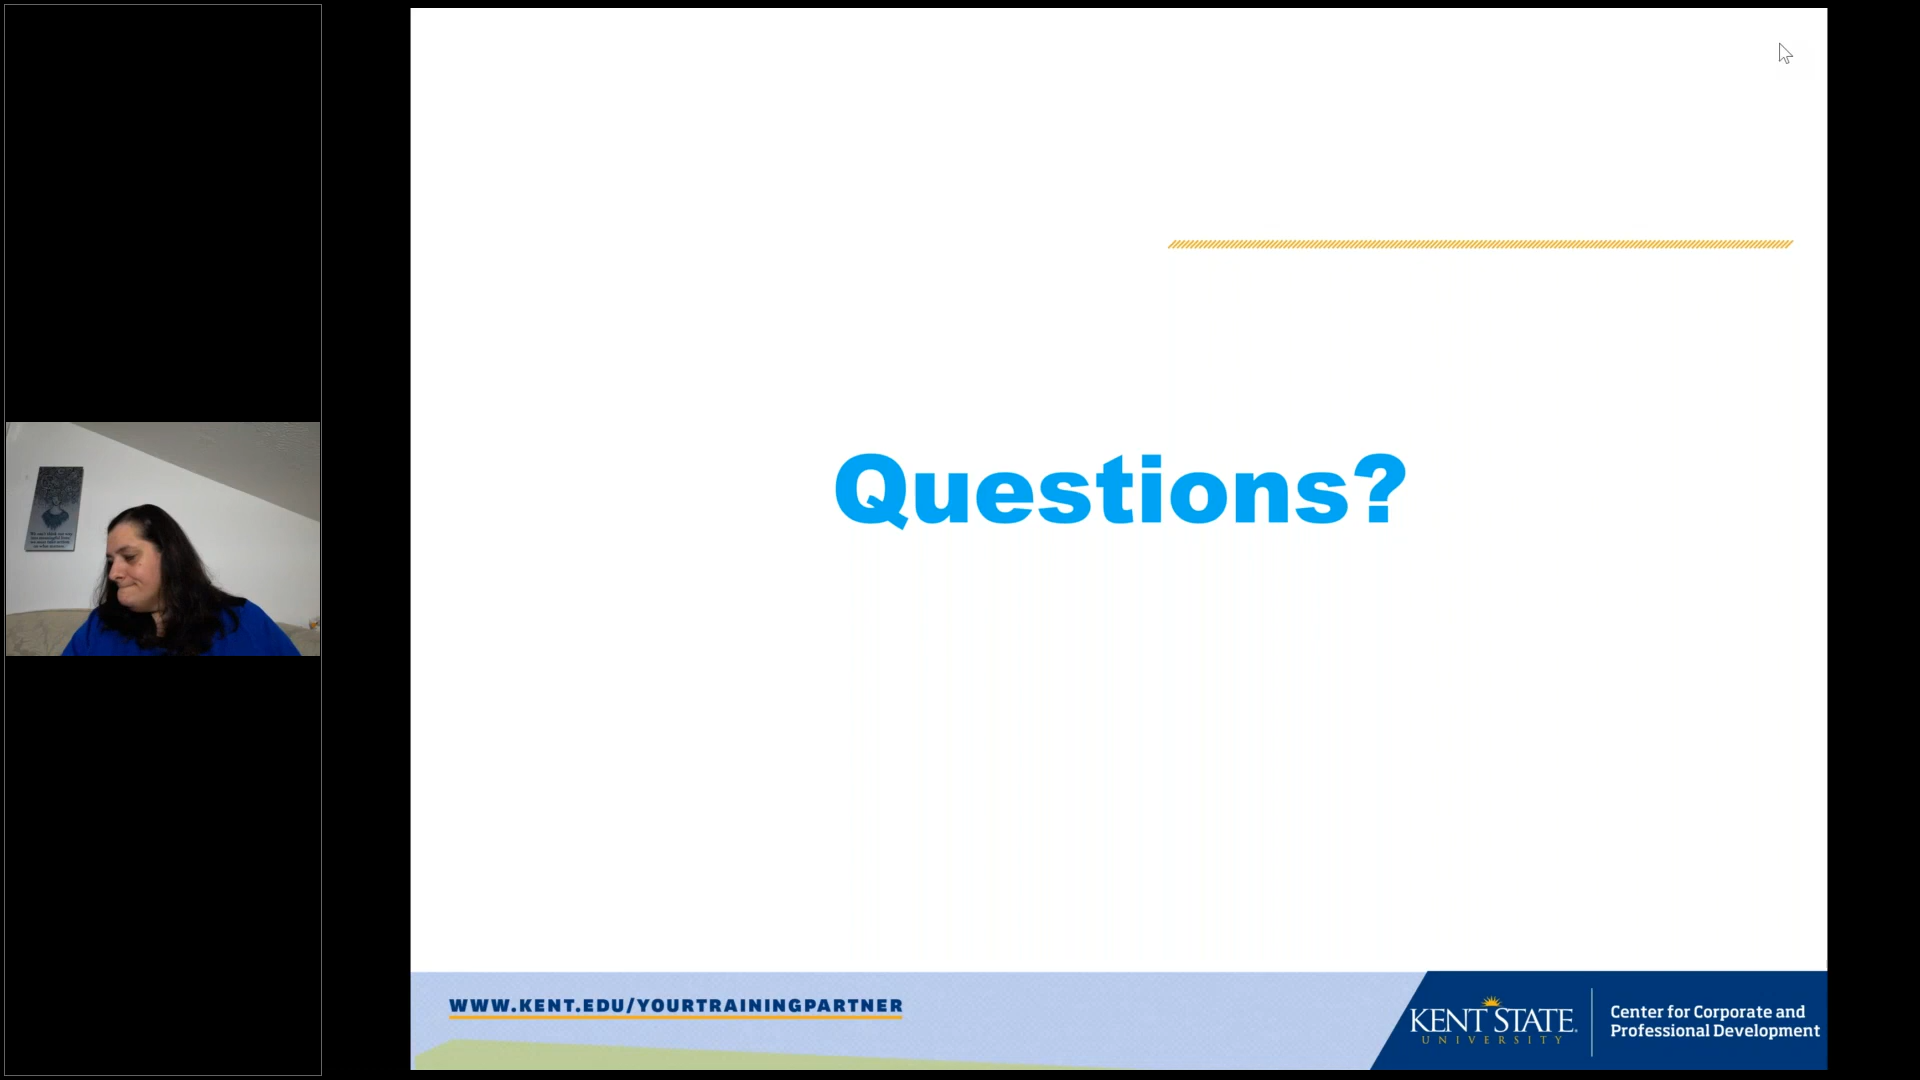 Questions?
WWW.KENT.EDU/YOURTRAININGPARTNER
KENT STATE
UNIVERSITY
Center for Corporate and
Professional Development